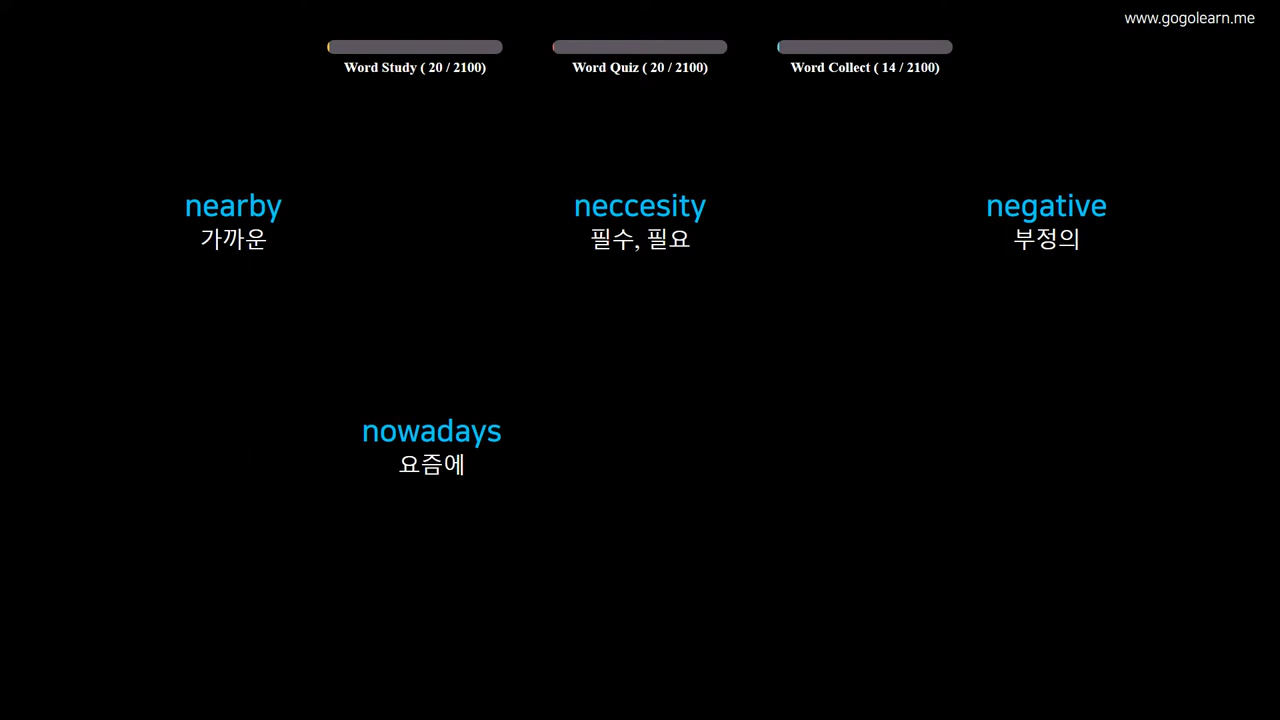 www.gogolearn.me
Word Study ( 20 / 2100)
Word Quiz ( 20 / 2100)
Word Collect ( 14 / 2100)
nearby
가까운
neccesity
필수, 필요
negative
부정의
nowadays
요즘에